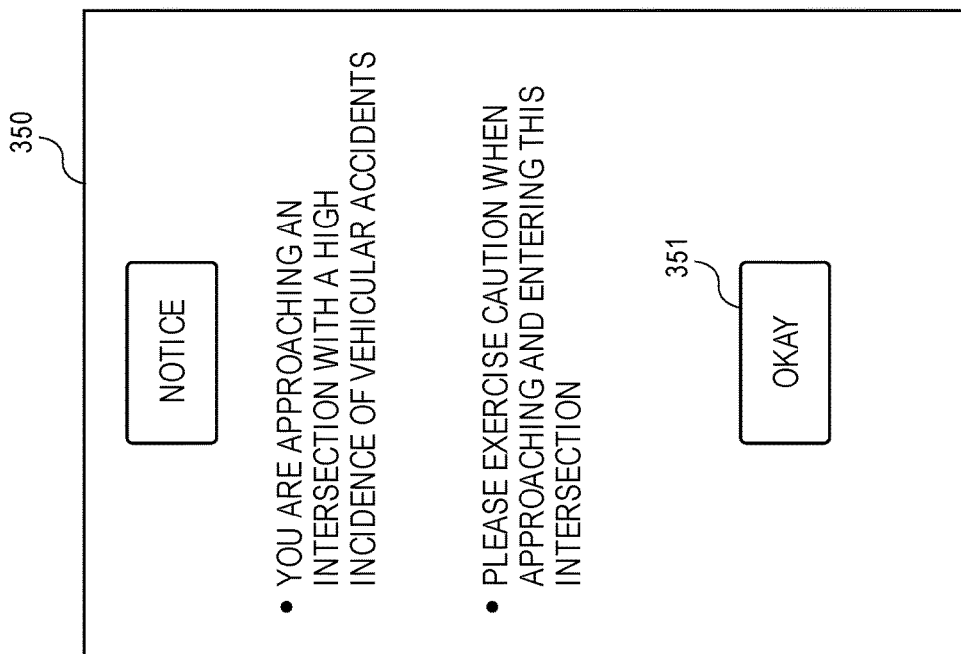 350
NOTICE
• YOU ARE APPROACHING AN
INTERSECTION WITH A HIGH
INCIDENCE OF VEHICULAR ACCIDENTS
• PLEASE EXERCISE CAUTION WHEN
APPROACHING AND ENTERING THIS
INTERSECTION
351
OKAY